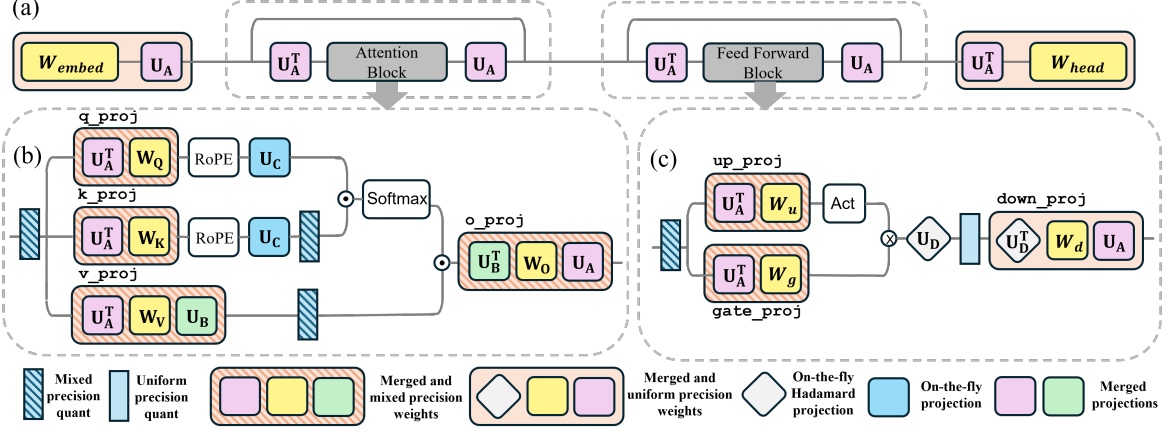 (a)
W_embed U_A
U_A^T Attention Block U_A
U_A^T Feed Forward Block U_A
U_A^T W_head
(b)
q_proj
U_A^T W_Q RoPE U_C
k_proj
U_A^T W_K RoPE U_C
Softmax
v_proj
U_A^T W_V U_B
o_proj
U_B^T W_O U_A
(c)
up_proj
U_A^T W_u Act
U_A^T W_g
gate_proj
x
U_D
down_proj
U_D^T W_d U_A
Mixed
precision
quant
Uniform
precision
quant
Merged and
mixed precision
weights
Merged and
uniform precision
weights
On-the-fly
Hadamard
projection
On-the-fly
projection
Merged
projections